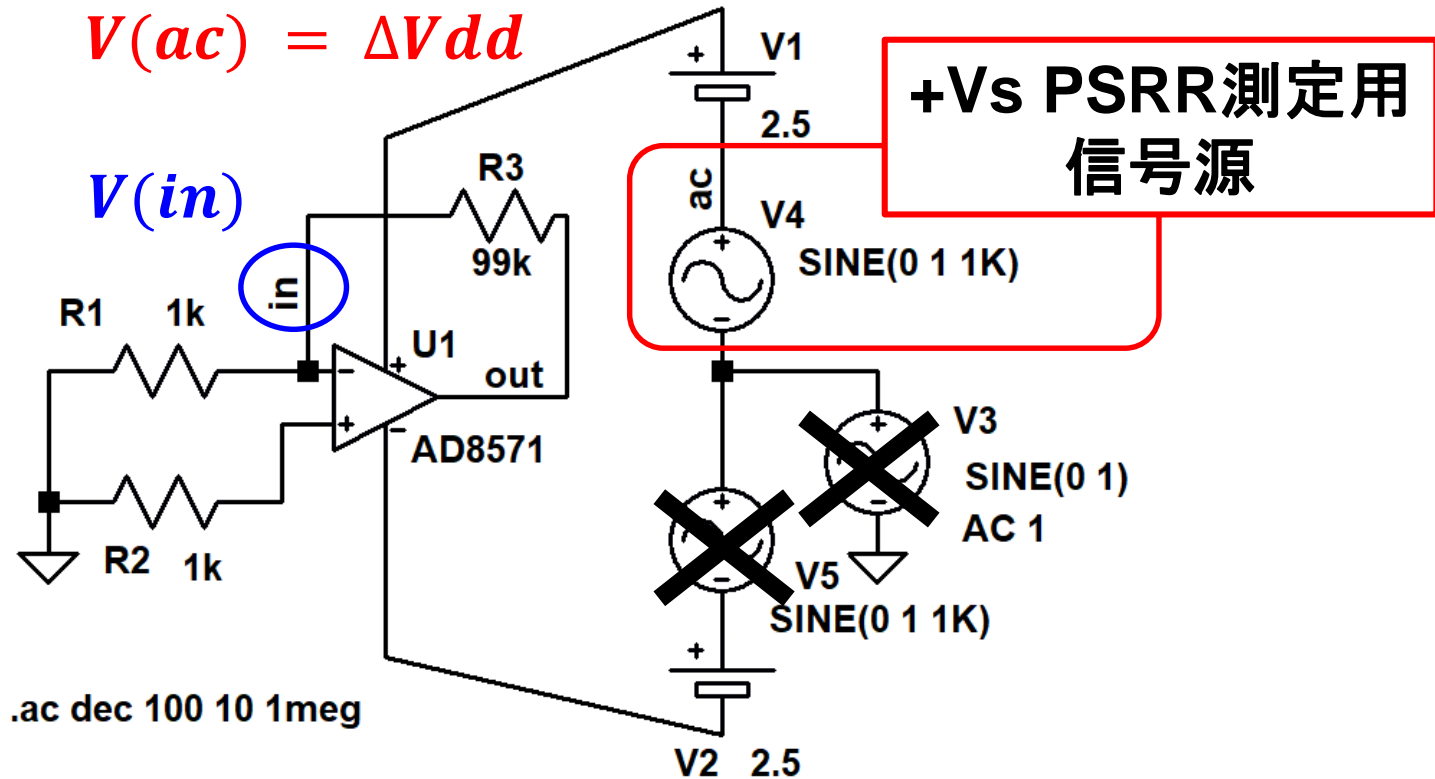 V(ac) = ΔVdd
V1
2.5
+Vs PSRR測定用
信号源
V(in)
R3
99k
ac
V4
SINE(0 1 1K)
in
R1 1k
U1
out
AD8571
R2 1k
V3
SINE(0 1)
AC 1
V5
SINE(0 1 1K)
.ac dec 100 10 1meg
V2 2.5